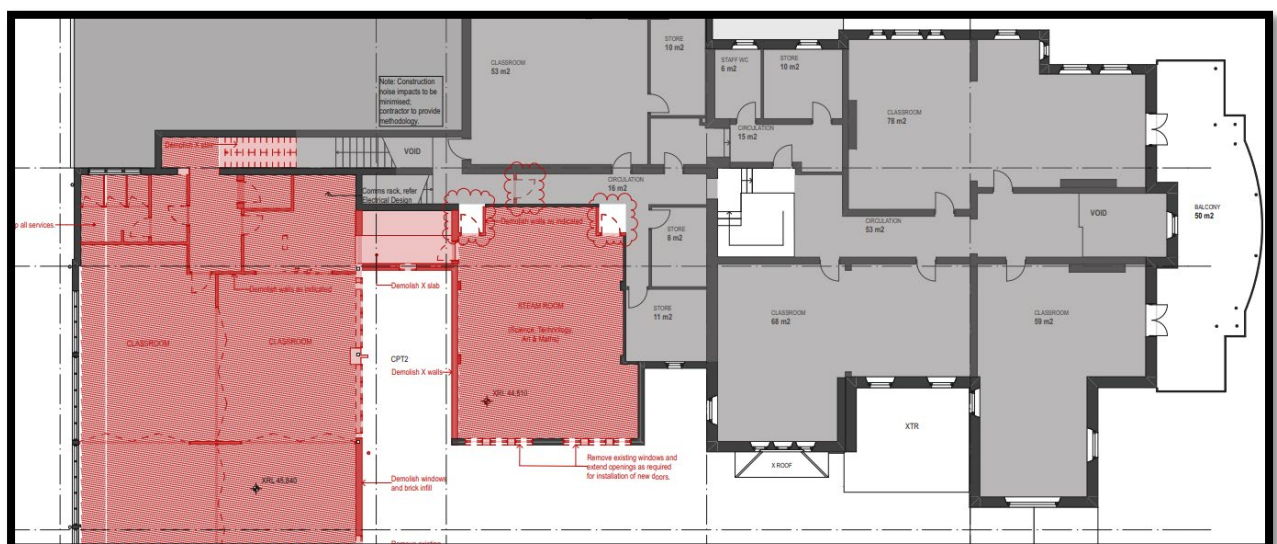 STORE
10 m2
CLASSROOM
53 m2
STAFF WC
6 m2
STORE
10 m2
CLASSROOM
78 m2
Note: Construction
noise impacts to be
minimised;
contractor to provide
methodology.
Demolish X stair
VOID
CIRCULATION
15 m2
CIRCULATION
16 m2
Comms rack, refer
Electrical Design
p all services.
Demolish walls as indicated
STORE
8 m2
CIRCULATION
53 m2
VOID
BALCONY
50 m2
Demolish walls as indicated
Demolish X slab
STORE
11 m2
STEAM ROOM
(Science, Technology,
Art & Maths)
CLASSROOM
68 m2
CLASSROOM
59 m2
CLASSROOM
CLASSROOM
CPT2
Demolish X walls
XRL 44,510
XTR
X ROOF
Remove existing windows and
extend openings as required
for installation of new doors.
Demolish windows
and brick infill
XRL 45,840